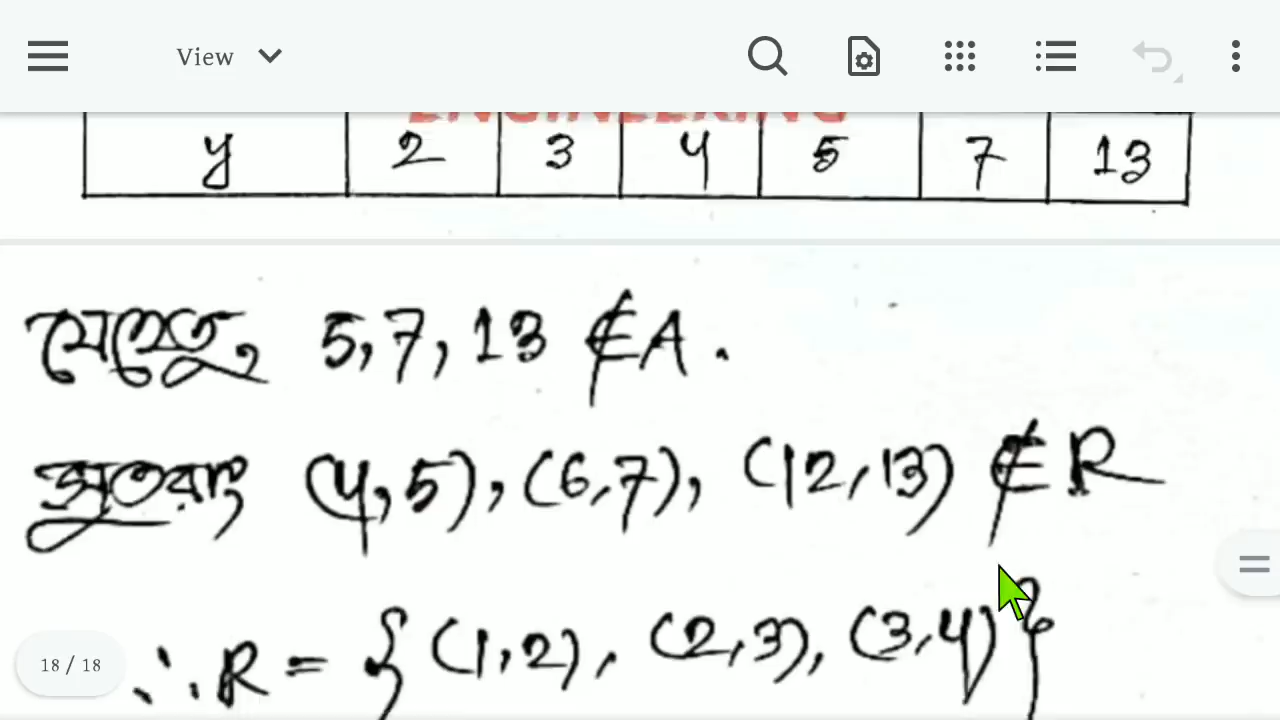 View
ENGINEERING
y 2 3 4 5 7 13
যেহেতু, 5, 7, 13 ∉ A .
সুতরাং (4, 5), (6, 7), (12, 13) ∉ R
18 / 18
∴ R = { (1, 2), (2, 3), (3, 4) }